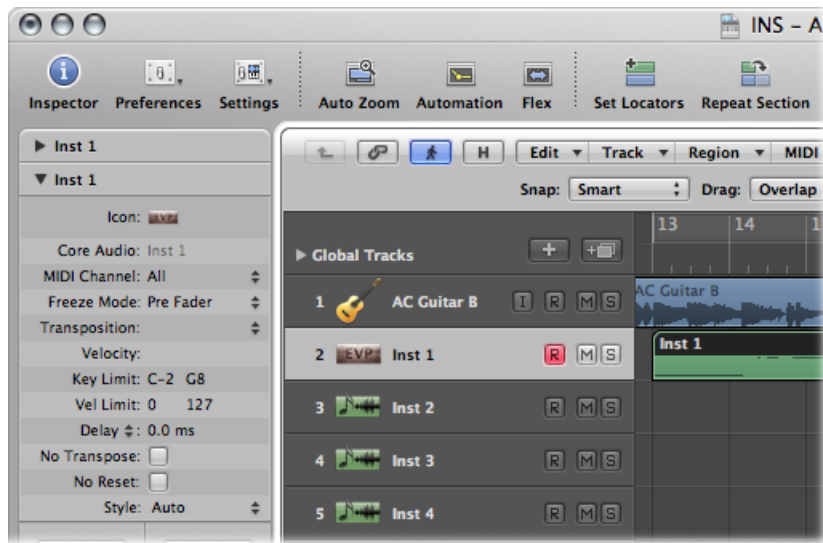 INS – A
Inspector Preferences Settings Auto Zoom Automation Flex Set Locators Repeat Section
Inst 1
Inst 1
Icon: EVP
Core Audio: Inst 1
MIDI Channel: All
Freeze Mode: Pre Fader
Transposition:
Velocity:
Key Limit: C-2 G8
Vel Limit: 0 127
Delay: 0.0 ms
No Transpose:
No Reset:
Style: Auto
H Edit Track Region MIDI
Snap: Smart Drag: Overlap
13 14 1
Global Tracks
1 AC Guitar B I R M S
AC Guitar B
2 EVP Inst 1 R M S
Inst 1
3 Inst 2 R M S
4 Inst 3 R M S
5 Inst 4 R M S